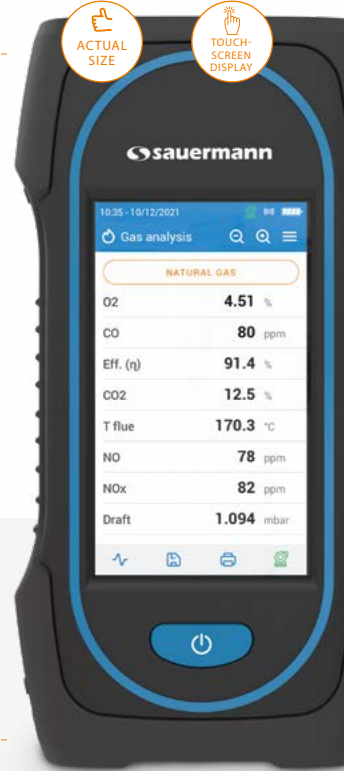 ACTUAL
SIZE
TOUCH-
SCREEN
DISPLAY
sauermann
10:35 - 10/12/2021
Gas analysis
NATURAL GAS
O2 4.51 %
CO 80 ppm
Eff. (η) 91.4 %
CO2 12.5 %
T flue 170.3 °C
NO 78 ppm
NOx 82 ppm
Draft 1.094 mbar